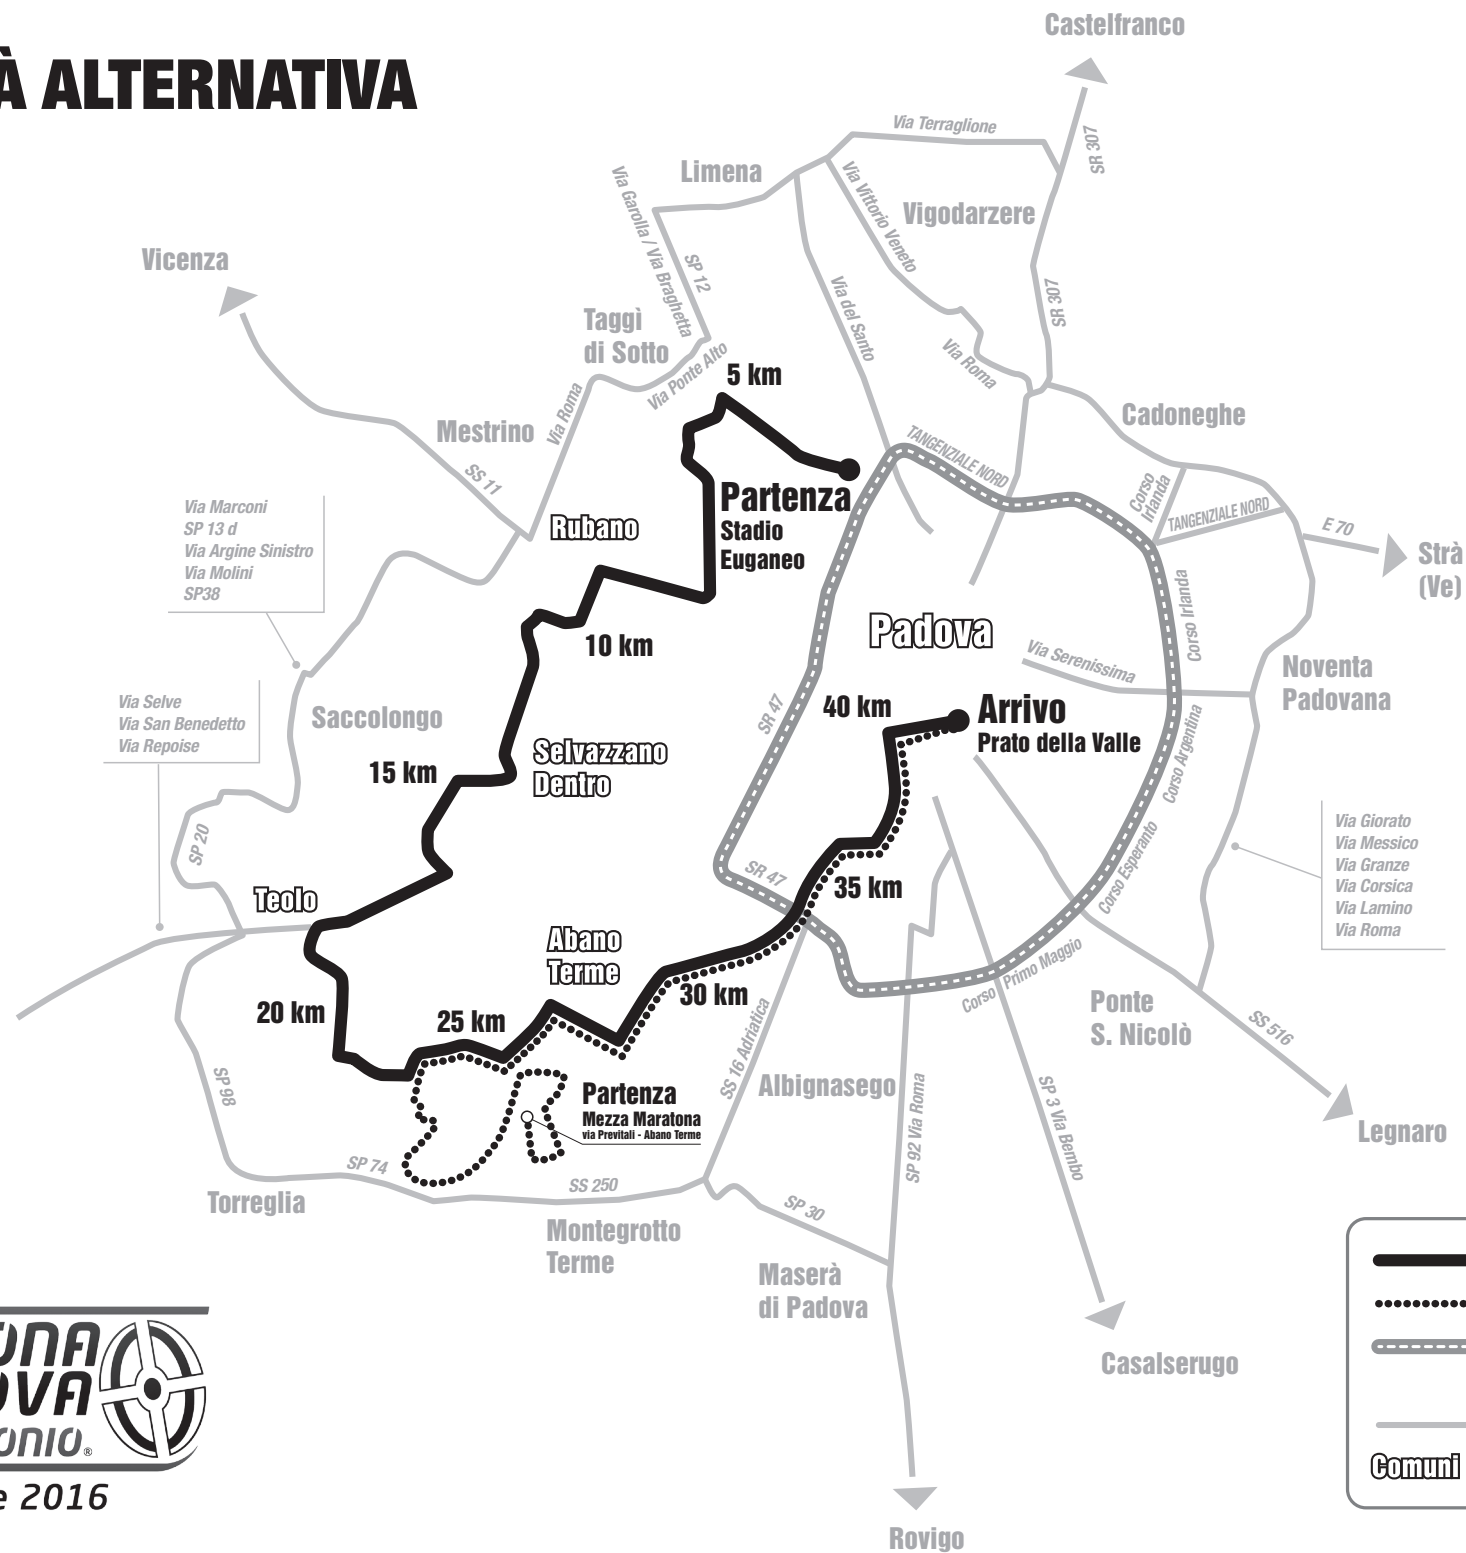 À ALTERNATIVA
Castelfranco
SR 307
Via Terraglione
Limena
Via Vittorio Veneto
Vigodarzere
Via Garolla / Via Braghetta
SP 12
Vicenza
Via del Santo
SR 307
Taggì
di Sotto
Via Ponte Alto
Via Roma
5 km
Via Roma
Mestrino
SS 11
Cadoneghe
TANGENZIALE NORD
Corso
Irlanda
TANGENZIALE NORD
E 70
Strà
(Ve)
Partenza
Stadio
Euganeo
Rubano
Via Marconi
SP 13 d
Via Argine Sinistro
Via Molini
SP38
Corso Irlanda
Padova
10 km
Via Serenissima
Noventa
Padovana
Via Selve
Via San Benedetto
Via Repoise
Saccolongo
SR 47
40 km
Arrivo
Prato della Valle
Selvazzano
Dentro
15 km
Corso Argentina
SP 20
Via Giorato
Via Messico
Via Granze
Via Corsica
Via Lamino
Via Roma
SR 47
35 km
Corso Esperanto
Teolo
Abano
Terme
30 km
Corso Primo Maggio
20 km
25 km
Ponte
S. Nicolò
SS 516
SS 16 Adriatica
Albignasego
SP 92 Via Roma
SP 3 Via Bembo
SP 98
Partenza
Mezza Maratona
via Previtali - Abano Terme
Legnaro
SP 74
Torreglia
SS 250
Montegrotto
Terme
SP 30
Maserà
di Padova
Casalserugo
Rovigo
ONA
OVA
ONIO®
e 2016
Comuni